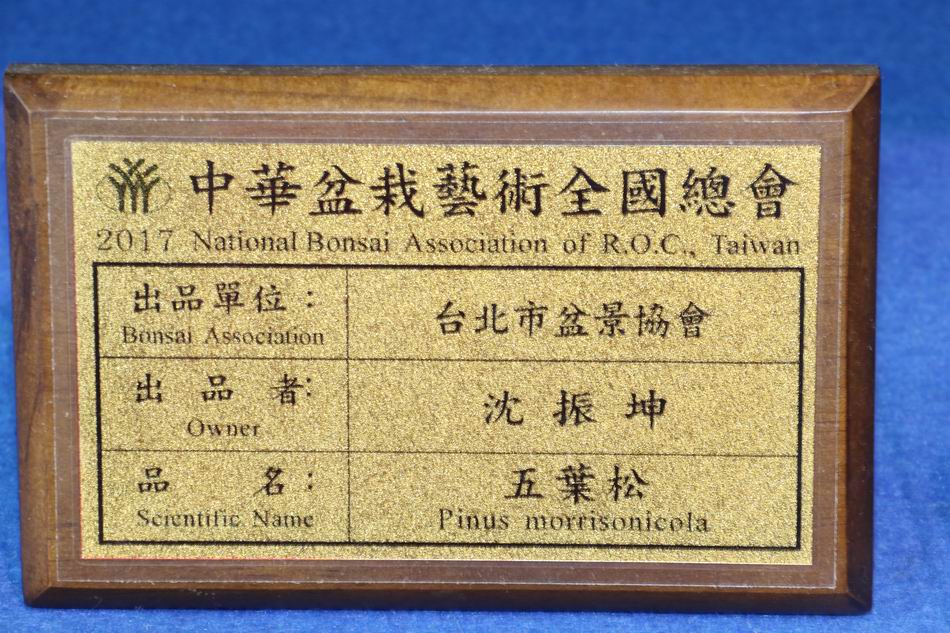 中華盆栽藝術全國總會
2017 National Bonsai Association of R.O.C., Taiwan
出品單位：
Bonsai Association
台北市盆景協會
出品者：
Owner
沈振坤
品名：
Scientific Name
五葉松
Pinus morrisonicola